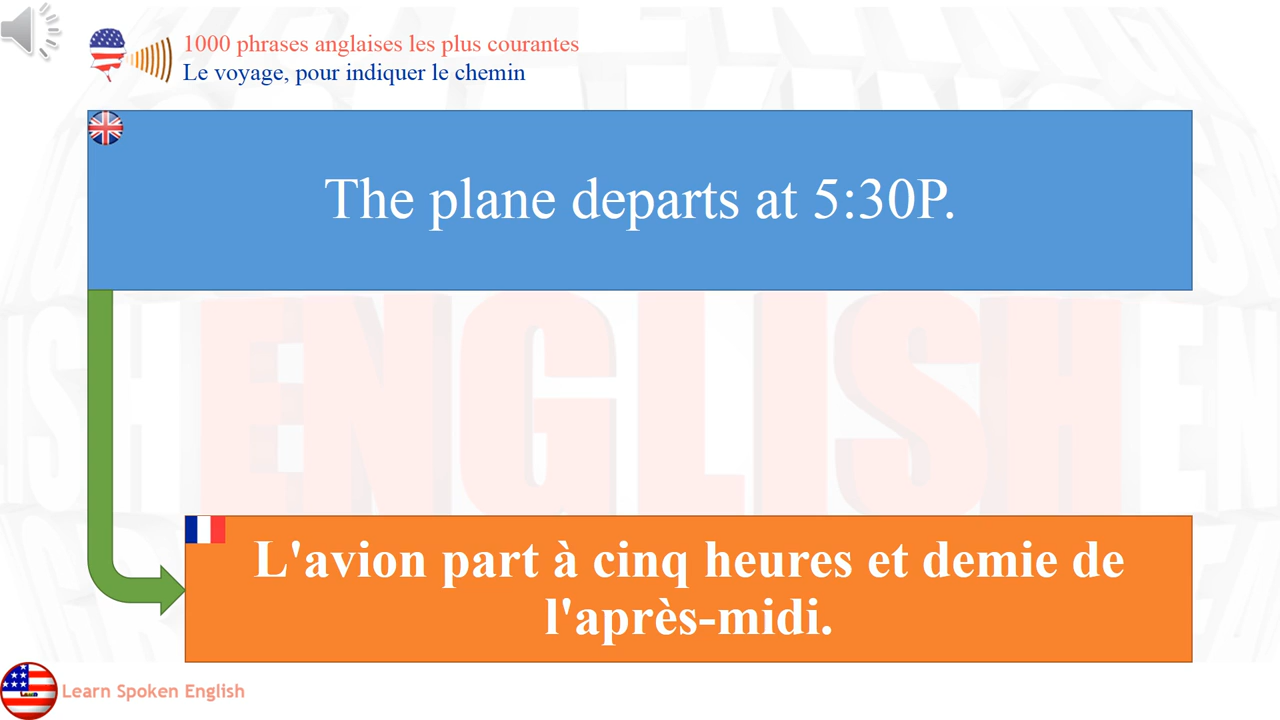 1000 phrases anglaises les plus courantes
Le voyage, pour indiquer le chemin
The plane departs at 5:30P.
L'avion part à cinq heures et demie de
l'après-midi.
Learn Spoken English